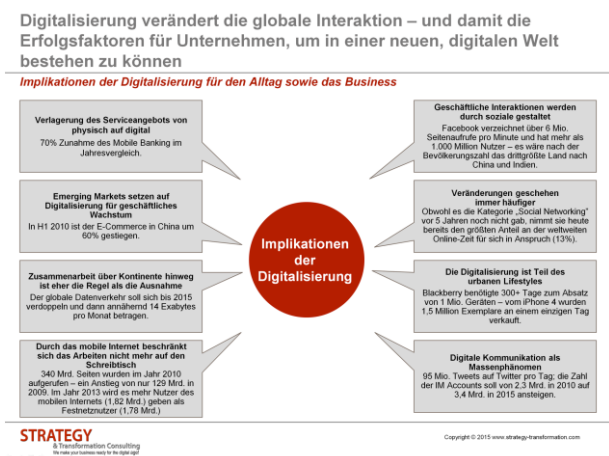 Digitalisierung verändert die globale Interaktion – und damit die
Erfolgsfaktoren für Unternehmen, um in einer neuen, digitalen Welt
bestehen zu können
Implikationen der Digitalisierung für den Alltag sowie das Business
Verlagerung des Serviceangebots von
physisch auf digital
70% Zunahme des Mobile Banking im
Jahresvergleich.
Emerging Markets setzen auf
Digitalisierung für geschäftliches
Wachstum
In H1 2010 ist der E-Commerce in China um
60% gestiegen.
Zusammenarbeit über Kontinente hinweg
ist eher die Regel als die Ausnahme
Der globale Datenverkehr soll sich bis 2015
verdoppeln und dann annähernd 14 Exabytes
pro Monat betragen.
Durch das mobile Internet beschränkt
sich das Arbeiten nicht mehr auf den
Schreibtisch
340 Mrd. Seiten wurden im Jahr 2010
aufgerufen – ein Anstieg von nur 129 Mrd. in
2009. Im Jahr 2013 wird es mehr Nutzer des
mobilen Internets (1,82 Mrd.) geben als
Festnetznutzer (1,78 Mrd.)
Implikationen
der
Digitalisierung
Geschäftliche Interaktionen werden
durch soziale gestaltet
Facebook verzeichnet über 6 Mio.
Seitenaufrufe pro Minute und hat mehr als
1.000 Million Nutzer – es wäre nach der
Bevölkerungszahl das drittgrößte Land nach
China und Indien.
Veränderungen geschehen
immer häufiger
Obwohl es die Kategorie „Social Networking"
vor 5 Jahren noch nicht gab, nimmt sie heute
bereits den größten Anteil an der weltweiten
Online-Zeit für sich in Anspruch (13%).
Die Digitalisierung ist Teil des
urbanen Lifestyles
Blackberry benötigte 300+ Tage zum Absatz
von 1 Mio. Geräten – vom iPhone 4 wurden
1,5 Million Exemplare an einem einzigen Tag
verkauft.
Digitale Kommunikation als
Massenphänomen
95 Mio. Tweets auf Twitter pro Tag; die Zahl
der IM Accounts soll von 2,3 Mrd. in 2010 auf
3,4 Mrd. in 2015 ansteigen.
STRATEGY
& Transformation Consulting
We make your business ready for the digital age!
Copyright © 2015 www.strategy-transformation.com